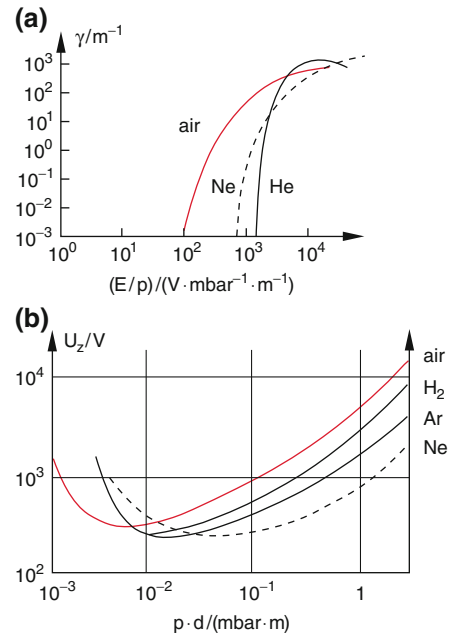 (a)
γ/m⁻¹
10³
10²
10¹
10⁰
10⁻¹
10⁻²
10⁻³
air
Ne
He
10⁰ 10¹ 10² 10³ 10⁴
(E/p)/(V·mbar⁻¹·m⁻¹)
(b)
U_z/V
10⁴
10³
10²
air
H₂
Ar
Ne
10⁻³ 10⁻² 10⁻¹ 1
p·d/(mbar·m)